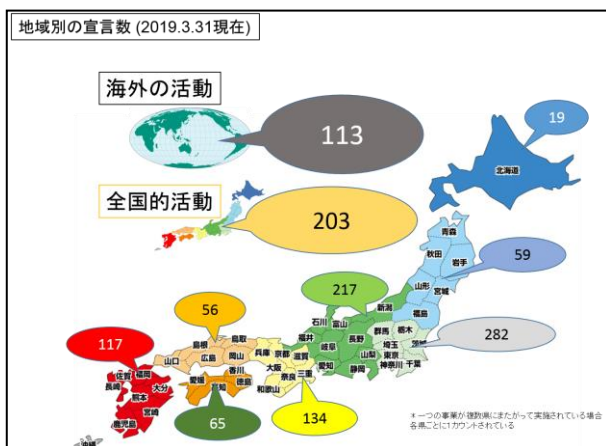 地域別の宣言数 (2019.3.31現在)
海外の活動
113
19
北海道
全国的活動
203
青森
秋田
岩手
59
山形
宮城
217
新潟
福島
56
石川
富山
群馬
栃木
282
島根
鳥取
福井
長野
埼玉
茨城
117
兵庫
京都
滋賀
岐阜
山梨
東京
山口
広島
岡山
大阪
愛知
静岡
神奈川
千葉
佐賀
福岡
香川
奈良
三重
長崎
大分
愛媛
徳島
和歌山
熊本
高知
宮崎
65
134
鹿児島
沖縄
＊一つの事業が複数県にまたがって実施されている場合
各県ごとに1カウントされている